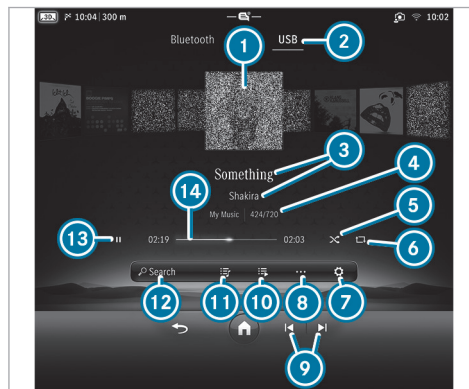 3D 10:04 300 m 10:02
Bluetooth USB
1 2
Something 3
Shakira 4
My Music 424/720
14 5
13 02:19 02:03 6
Search
12 11 10 8 7
9